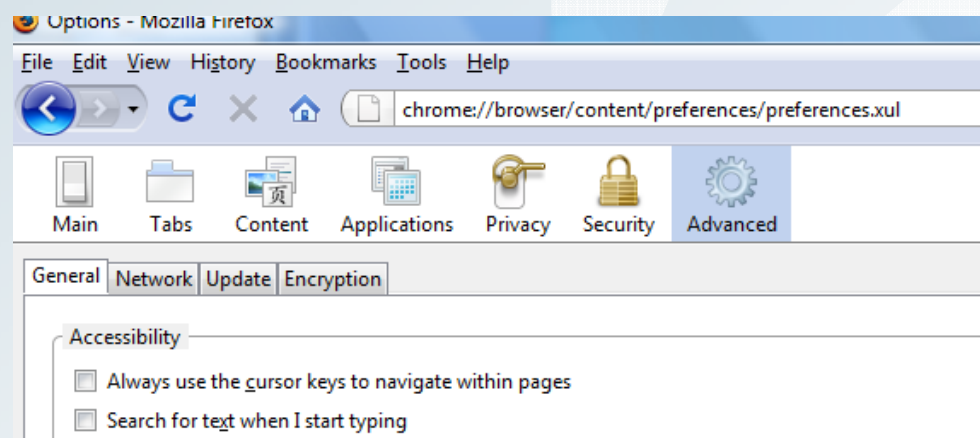 Options - Mozilla Firefox
File Edit View History Bookmarks Tools Help
chrome://browser/content/preferences/preferences.xul
页
Main Tabs Content Applications Privacy Security Advanced
General Network Update Encryption
Accessibility
Always use the cursor keys to navigate within pages
Search for text when I start typing